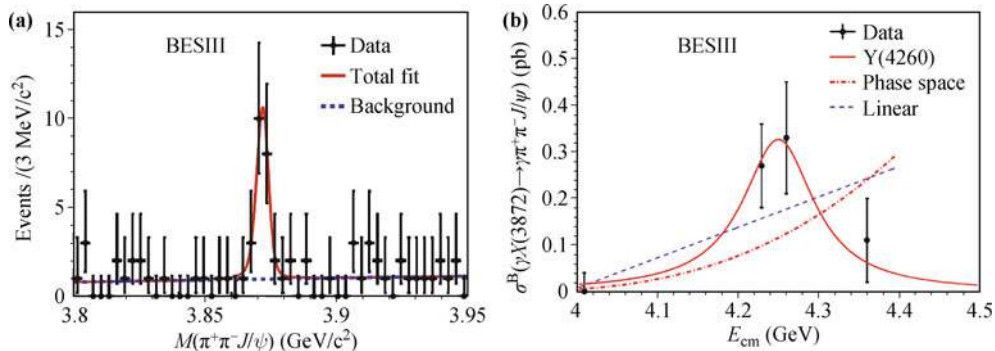 (a)
15
10
5
0
Events /(3 MeV/c²)
BESIII
Data
Total fit
Background
3.8
3.85
3.9
3.95
M(π⁺π⁻J/ψ) (GeV/c²)
(b)
0.6
0.5
0.4
0.3
0.2
0.1
0
σᴮ(γX(3872)→γπ⁺π⁻J/ψ) (pb)
BESIII
Data
Y(4260)
Phase space
Linear
4
4.1
4.2
4.3
4.4
4.5
E_cm (GeV)